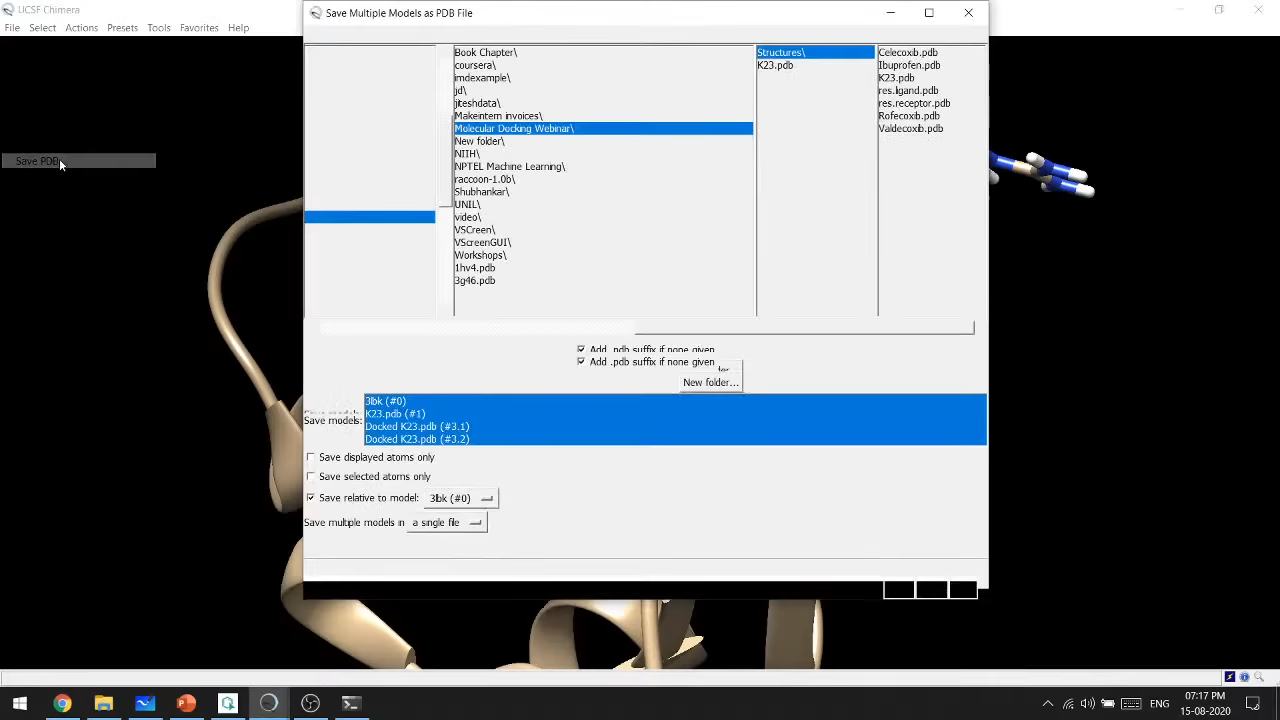 UCSF Chimera
File Select Actions Presets Tools Favorites Help
Save PDB...
Save Multiple Models as PDB File
Book Chapter\
coursera\
imdexample\
jd\
jiteshdata\
Makeintern invoices\
Molecular Docking Webinar\
New folder\
NIIH\
NPTEL Machine Learning\
raccoon-1.0b\
Shubhankar\
UNIL\
video\
VSCreen\
VScreenGUI\
Workshops\
1hv4.pdb
3g46.pdb
Structures\
K23.pdb
Celecoxib.pdb
Ibuprofen.pdb
K23.pdb
res.ligand.pdb
res.receptor.pdb
Rofecoxib.pdb
Valdecoxib.pdb
Add .pdb suffix if none given
Add .pdb suffix if none given
New folder...
Save models:
3lbk (#0)
K23.pdb (#1)
Docked K23.pdb (#3.1)
Docked K23.pdb (#3.2)
Save displayed atoms only
Save selected atoms only
Save relative to model: 3lbk (#0)
Save multiple models in a single file
ENG
07:17 PM
15-08-2020